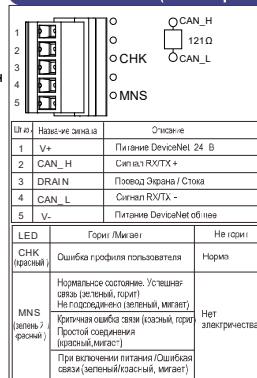 CAN_H
121Ω
CAN_L
1
2
3
4
5
CHK
MNS
Название сигнала Описание
1 V+ Питание DeviceNet 24 В
2 CAN_H Сигнал RX/TX +
3 DRAIN Провод Экрана / Стока
4 CAN_L Сигнал RX/TX -
5 V- Питание DeviceNet общее
LED Горит /Мигает Не горит
CHK
(красный)
Ошибка профиля пользователя
Норма
MNS
красный )
Нормальное состояние. Успешная
связь (зеленый, горит)
Не подсоединено (зеленый, мигает)
Критичная ошибка связи (красный, горит
Простой соединения
(красный,мигает)
При включении питания /Ошибкая
связи (зеленый/красный, мигает)
Нет
электричества